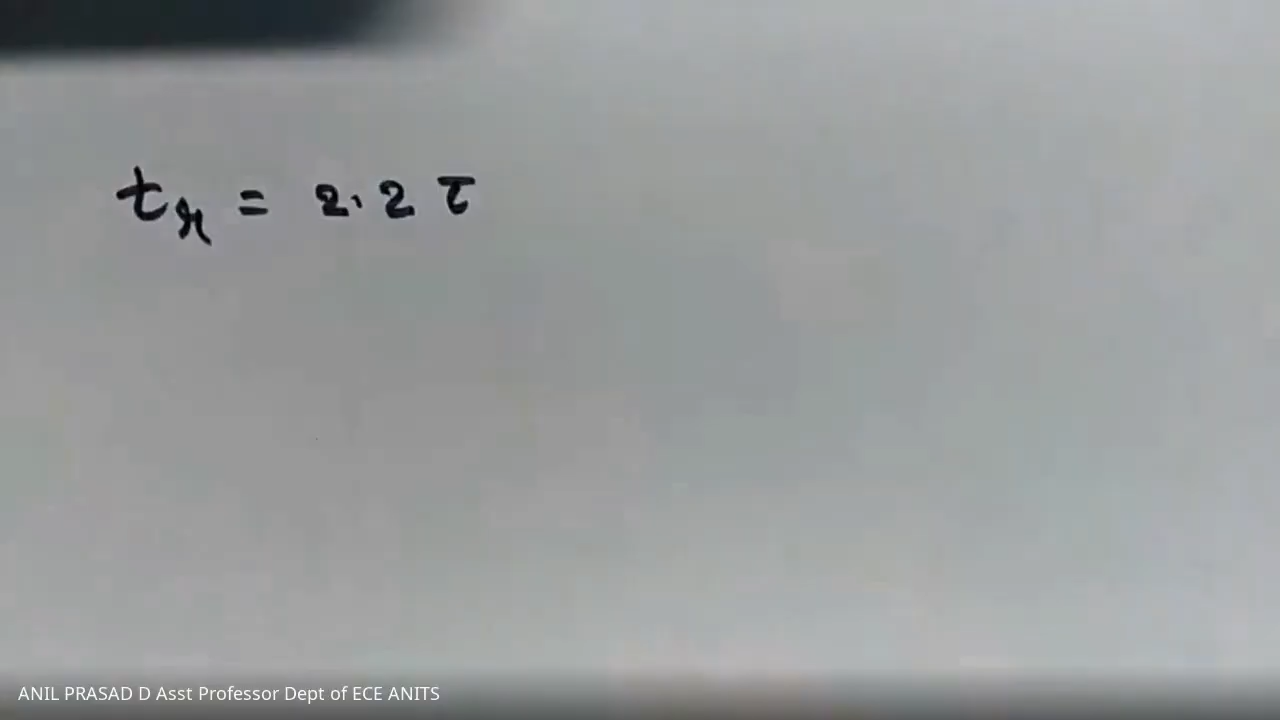 tr = 2.2 τ
ANIL PRASAD D Asst Professor Dept of ECE ANITS